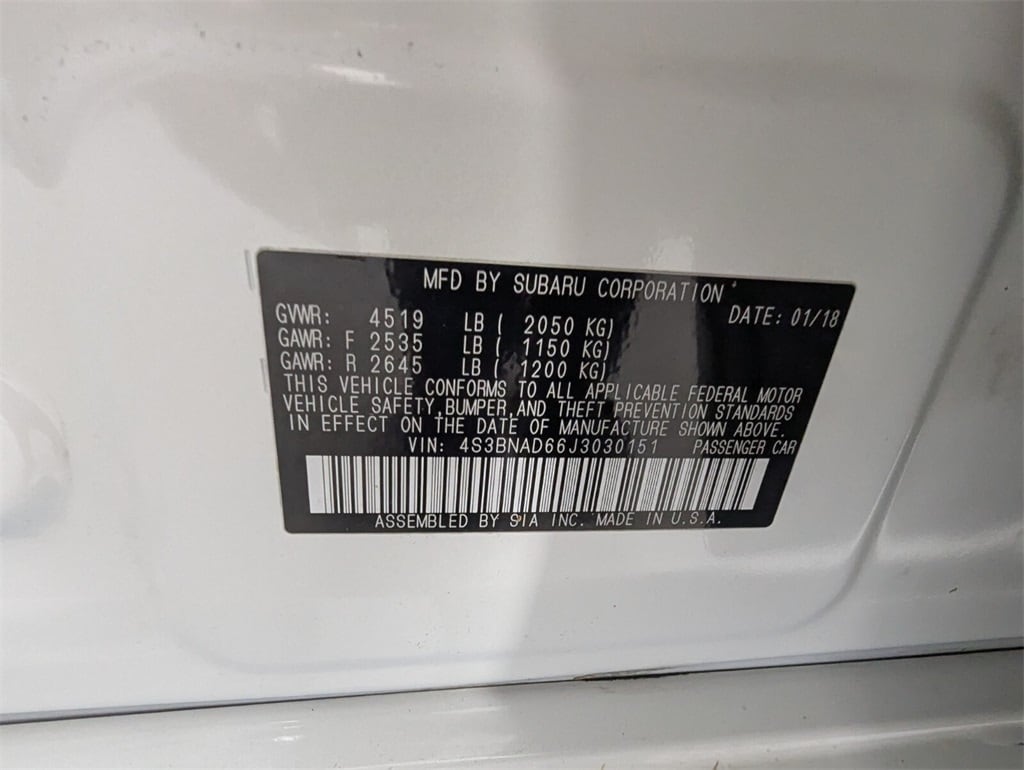 MFD BY SUBARU CORPORATION
DATE: 01/18
GVWR: 4519 LB ( 2050 KG)
GAWR: F 2535 LB ( 1150 KG)
GAWR: R 2645 LB ( 1200 KG)
THIS VEHICLE CONFORMS TO ALL APPLICABLE FEDERAL MOTOR
VEHICLE SAFETY,BUMPER,AND THEFT PREVENTION STANDARDS
IN EFFECT ON THE DATE OF MANUFACTURE SHOWN ABOVE.
VIN: 4S3BNAD66J3030151 PASSENGER CAR
ASSEMBLED BY SIA INC. MADE IN U.S.A.